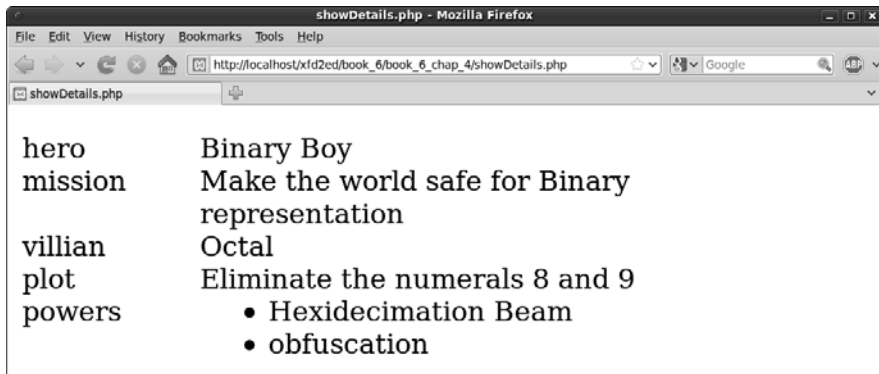 showDetails.php - Mozilla Firefox
File Edit View History Bookmarks Tools Help
http://localhost/xfd2ed/book_6/book_6_chap_4/showDetails.php Google ABP
showDetails.php
hero Binary Boy
mission Make the world safe for Binary
representation
villian Octal
plot Eliminate the numerals 8 and 9
powers • Hexidecimation Beam
• obfuscation